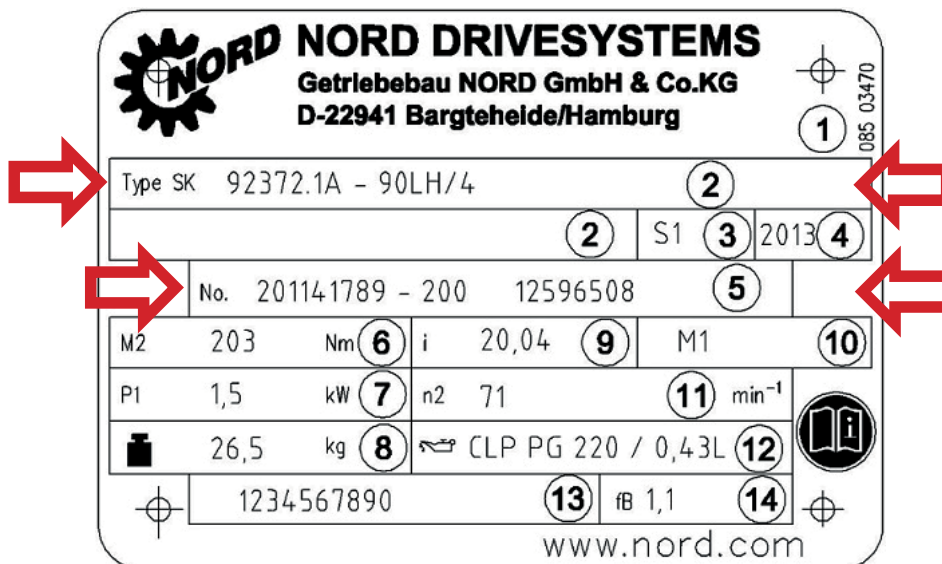 NORD NORD DRIVESYSTEMS
Getriebebau NORD GmbH & Co.KG
D-22941 Bargteheide/Hamburg
1
085 03470
Type SK 92372.1A - 90LH/4 2
2 S1 3 2013 4
No. 201141789 - 200 12596508 5
M2 203 Nm 6 i 20,04 9 M1 10
P1 1,5 kW 7 n2 71 11 min⁻¹
26,5 kg 8 CLP PG 220 / 0,43L 12
i
1234567890 13 fB 1,1 14
www.nord.com